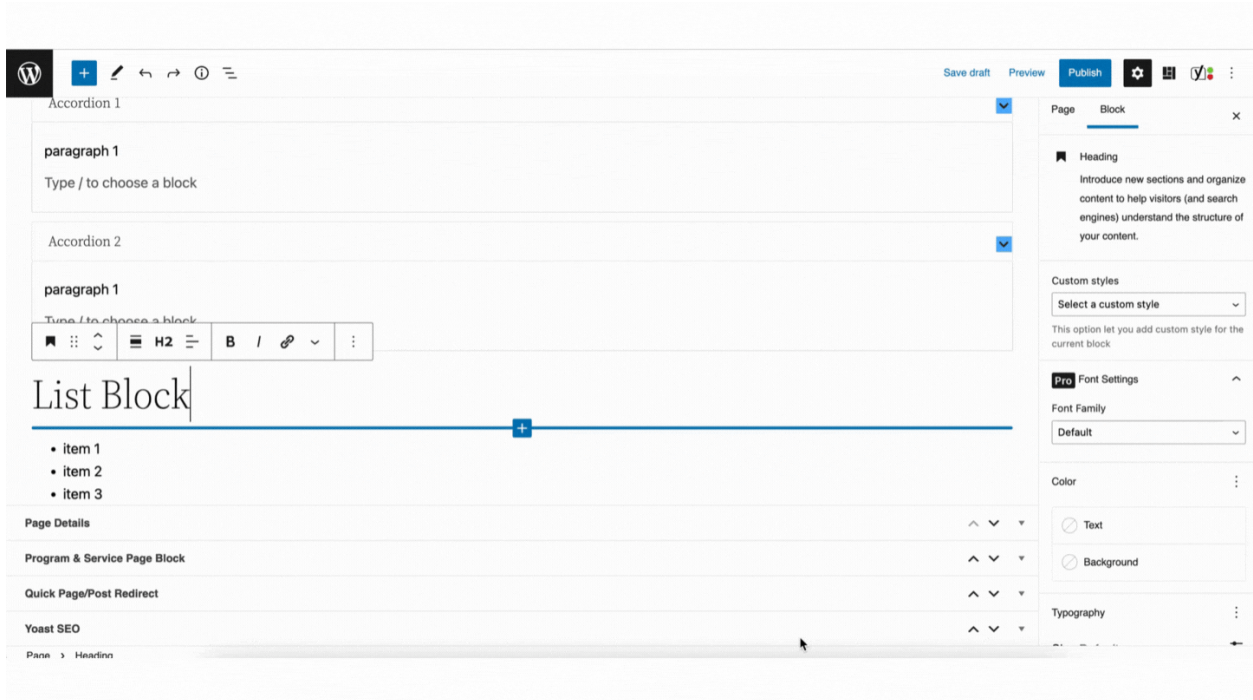 Save draft Preview Publish
Accordion 1
paragraph 1
Type / to choose a block
Accordion 2
paragraph 1
Type / to choose a block
H2 B I
List Block
item 1
item 2
item 3
Page Details
Program & Service Page Block
Quick Page/Post Redirect
Yoast SEO
Page > Heading
Page Block
Heading
Introduce new sections and organize
content to help visitors (and search
engines) understand the structure of
your content.
Custom styles
Select a custom style
This option let you add custom style for the
current block
Pro Font Settings
Font Family
Default
Color
Text
Background
Typography